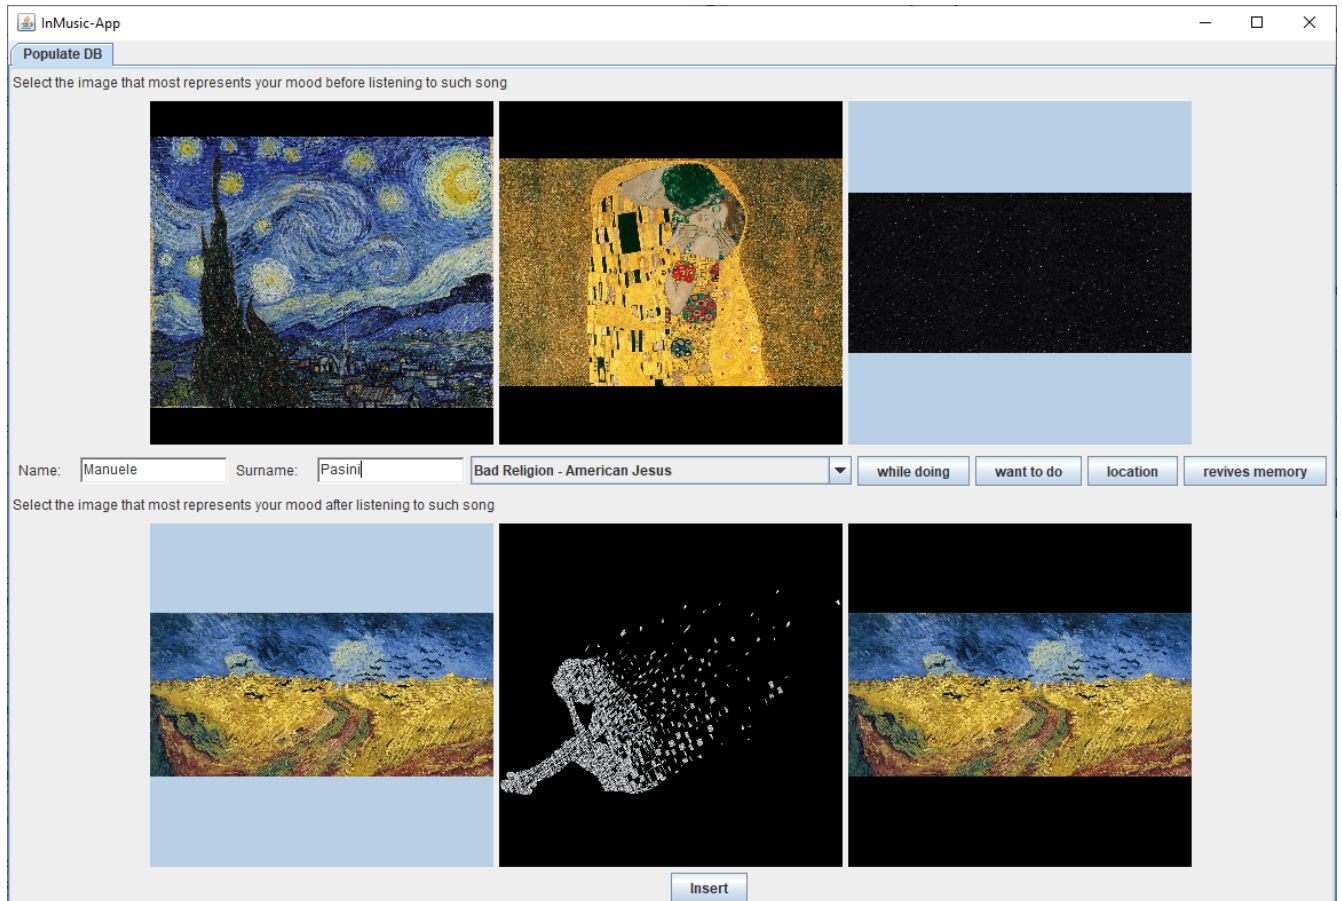 InMusic-App
Populate DB
Select the image that most represents your mood before listening to such song
Name: Manuele Surname: Pasini Bad Religion - American Jesus while doing want to do location revives memory
Select the image that most represents your mood after listening to such song
Insert